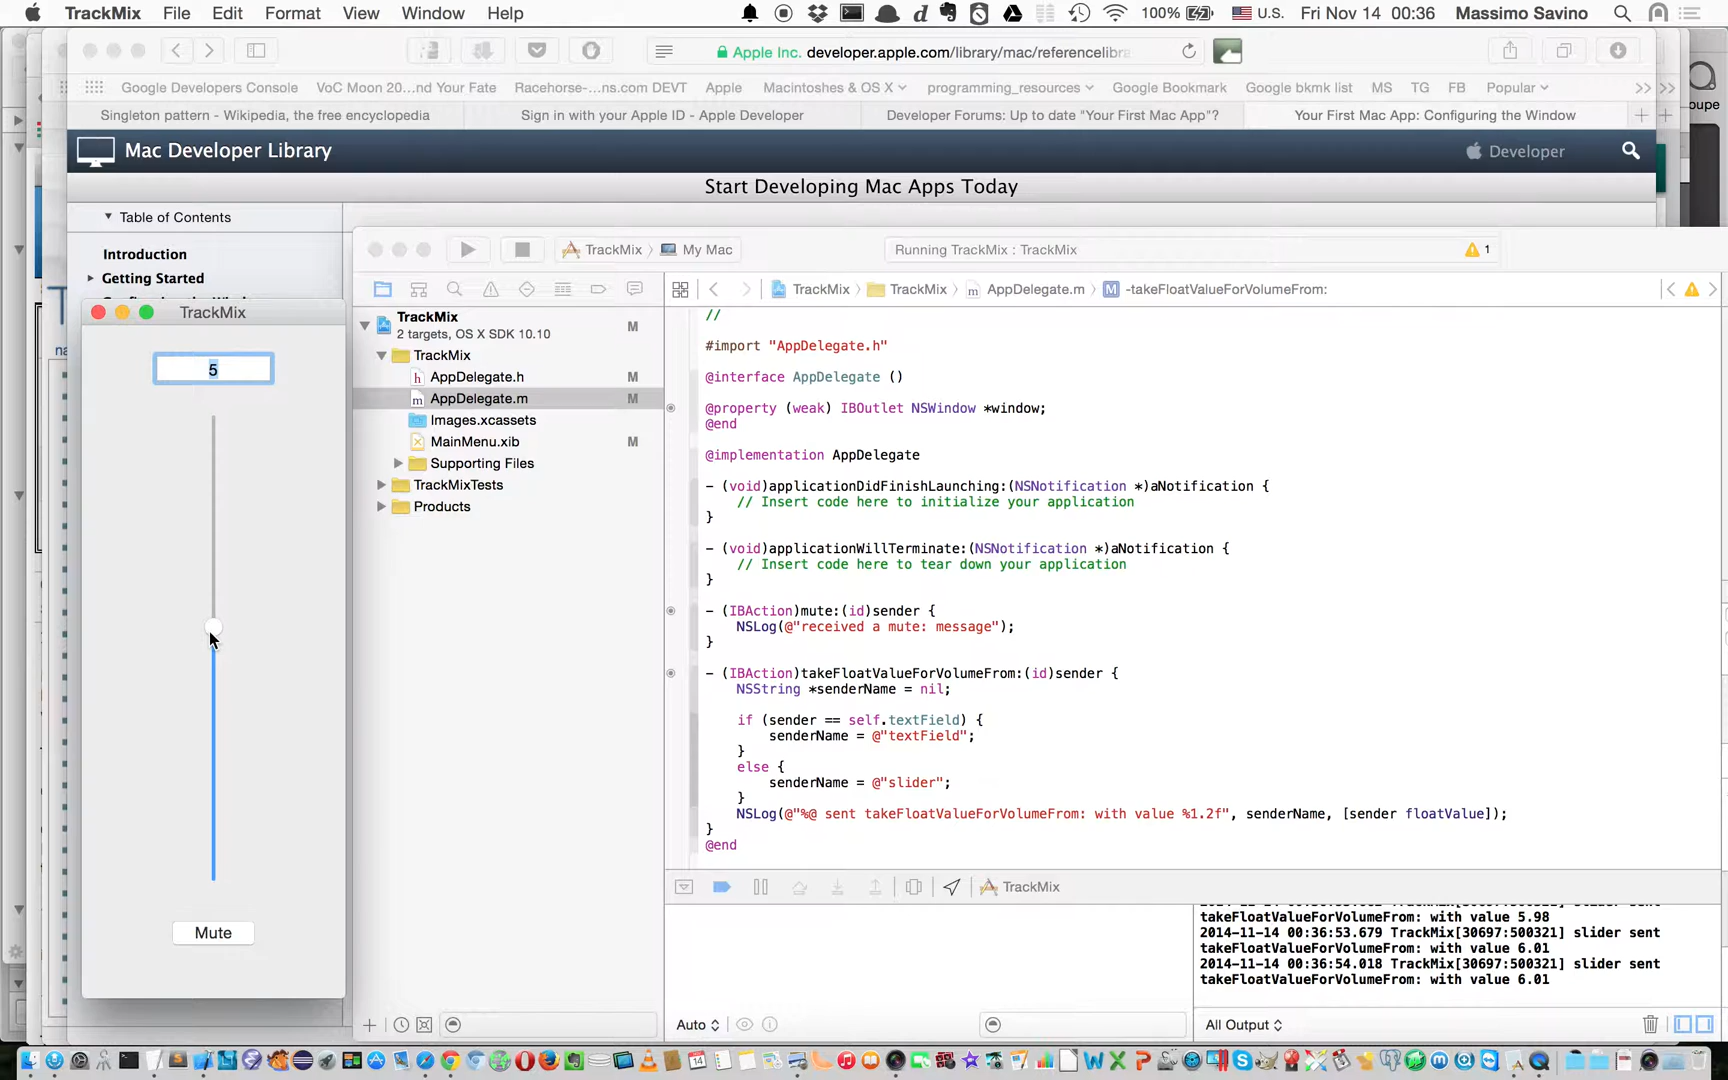 TrackMix File Edit Format View Window Help 100% U.S. Fri Nov 14 00:36 Massimo Savino
Apple Inc. developer.apple.com/library/mac/referencelibra
Google Developers Console VoC Moon 20...nd Your Fate Racehorse-...ns.com DEVT Apple Macintoshes & OS X programming_resources Google Bookmark Google bkmk list MS TG FB Popular >> >>
Singleton pattern - Wikipedia, the free encyclopedia Sign in with your Apple ID - Apple Developer Developer Forums: Up to date "Your First Mac App"? Your First Mac App: Configuring the Window
Mac Developer Library Developer
Start Developing Mac Apps Today
Table of Contents
Introduction
Getting Started
TrackMix
5
Mute
TrackMix My Mac Running TrackMix : TrackMix 1
TrackMix TrackMix AppDelegate.m -takeFloatValueForVolumeFrom:
TrackMix M
2 targets, OS X SDK 10.10
TrackMix
AppDelegate.h M
AppDelegate.m M
Images.xcassets
MainMenu.xib M
Supporting Files
TrackMixTests
Products
//
#import "AppDelegate.h"
@interface AppDelegate ()
@property (weak) IBOutlet NSWindow *window;
@end
@implementation AppDelegate
- (void)applicationDidFinishLaunching:(NSNotification *)aNotification {
// Insert code here to initialize your application
}
- (void)applicationWillTerminate:(NSNotification *)aNotification {
// Insert code here to tear down your application
}
- (IBAction)mute:(id)sender {
NSLog(@"received a mute: message");
}
- (IBAction)takeFloatValueForVolumeFrom:(id)sender {
NSString *senderName = nil;
if (sender == self.textField) {
senderName = @"textField";
}
else {
senderName = @"slider";
}
NSLog(@"%@ sent takeFloatValueForVolumeFrom: with value %1.2f", senderName, [sender floatValue]);
}
@end
TrackMix
takeFloatValueForVolumeFrom: with value 5.98
2014-11-14 00:36:53.679 TrackMix[30697:500321] slider sent
takeFloatValueForVolumeFrom: with value 6.01
2014-11-14 00:36:54.018 TrackMix[30697:500321] slider sent
takeFloatValueForVolumeFrom: with value 6.01
Auto All Output